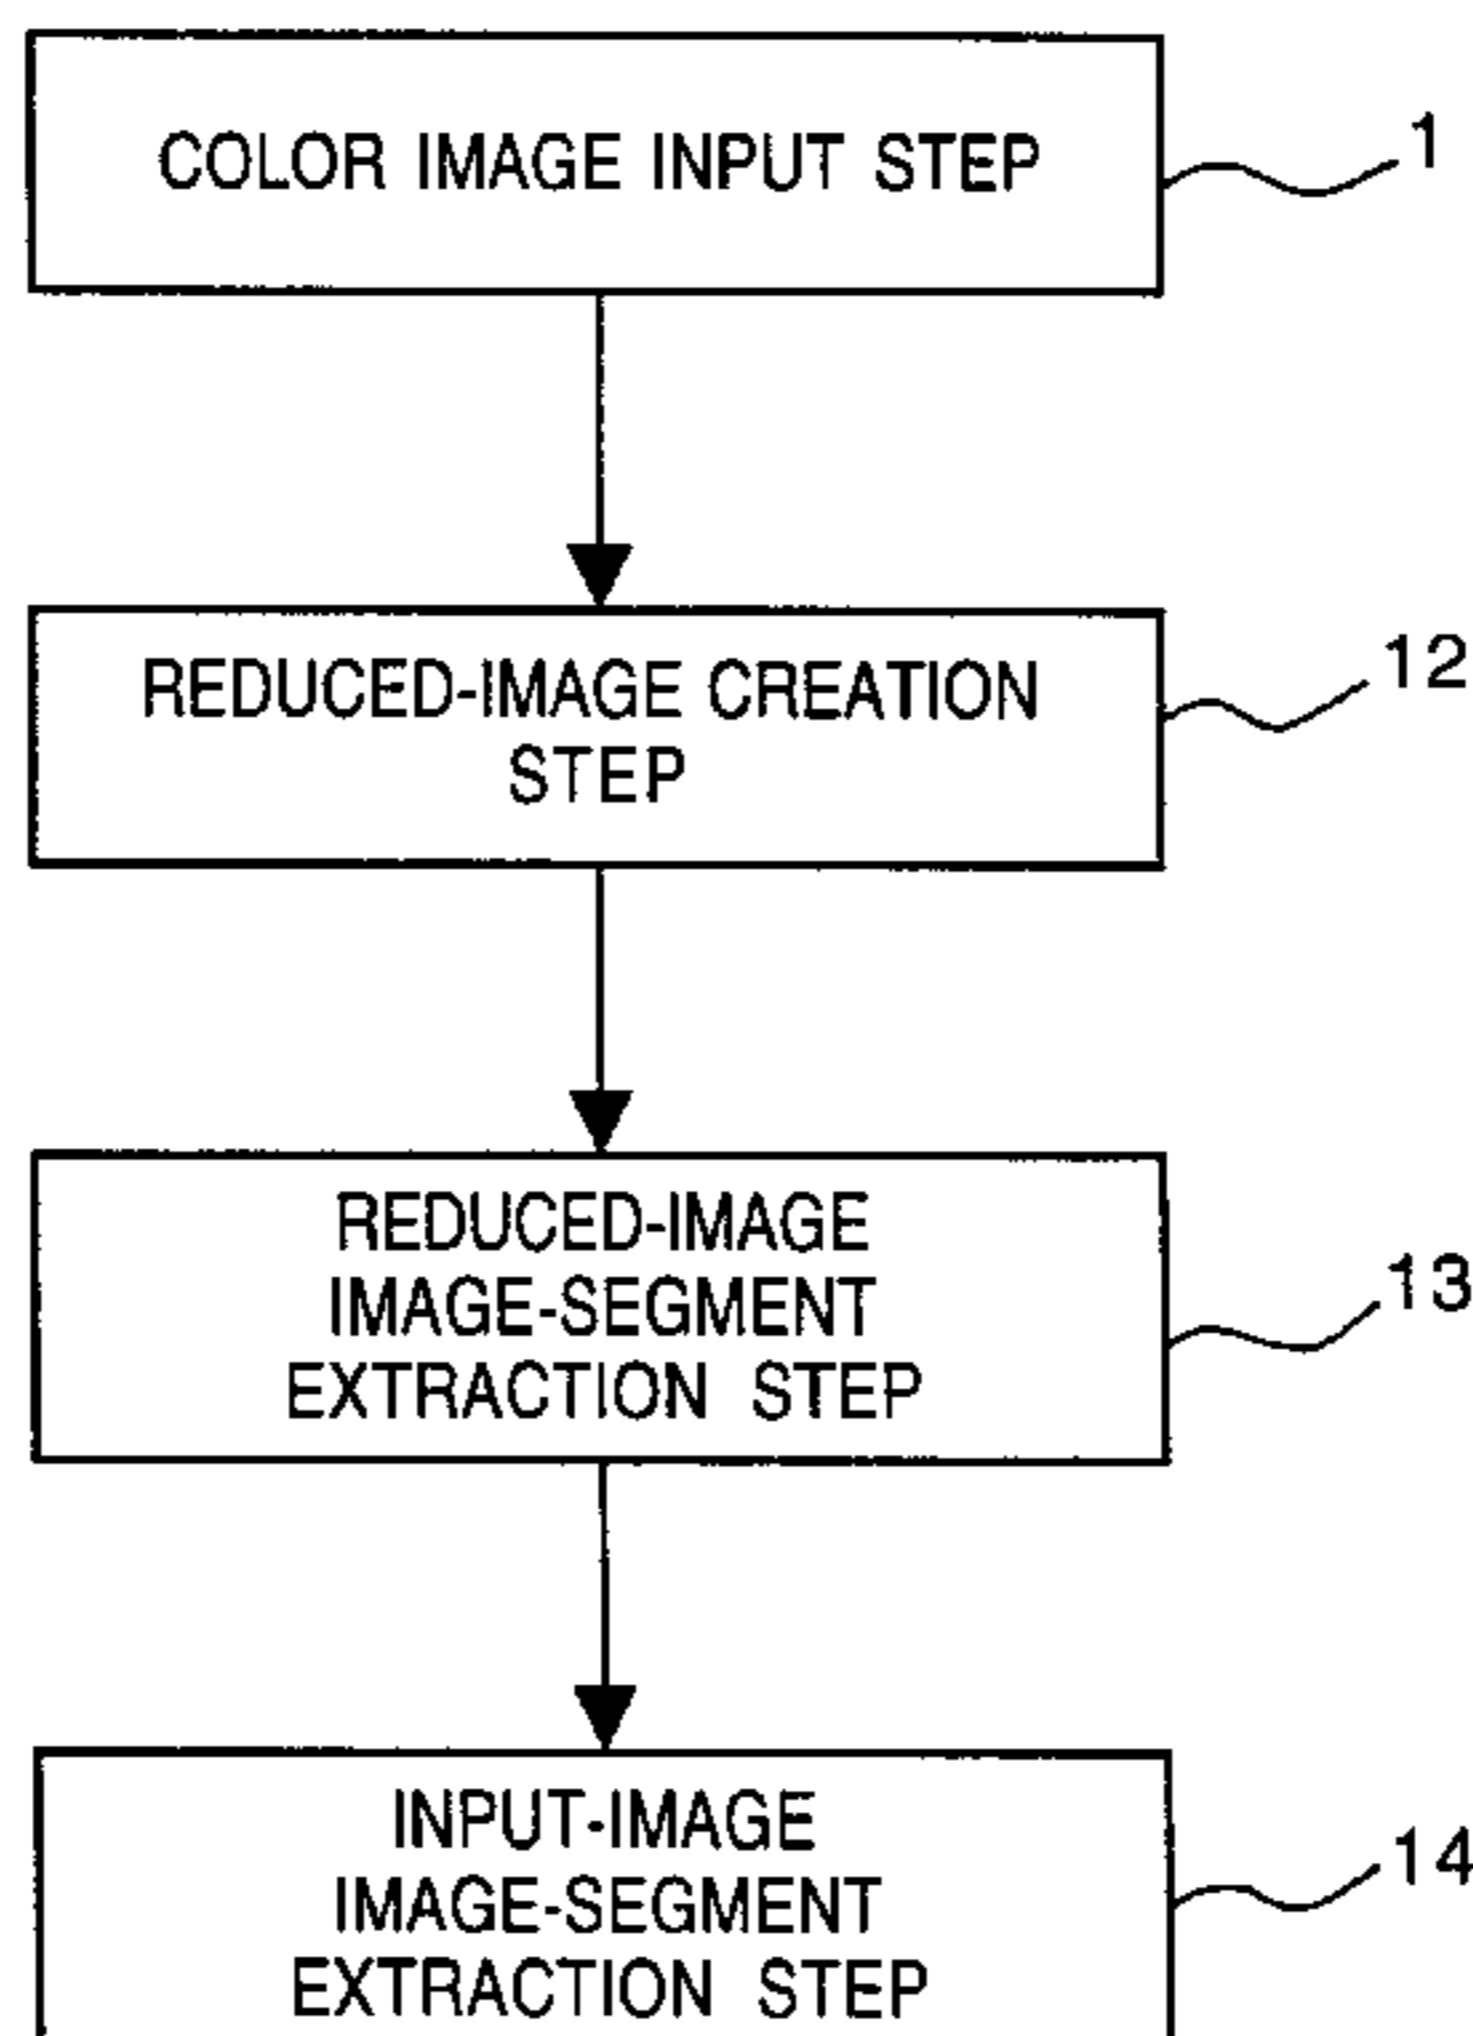 COLOR IMAGE INPUT STEP
1
REDUCED-IMAGE CREATION
STEP
12
REDUCED-IMAGE
IMAGE-SEGMENT
EXTRACTION STEP
13
INPUT-IMAGE
IMAGE-SEGMENT
EXTRACTION STEP
14